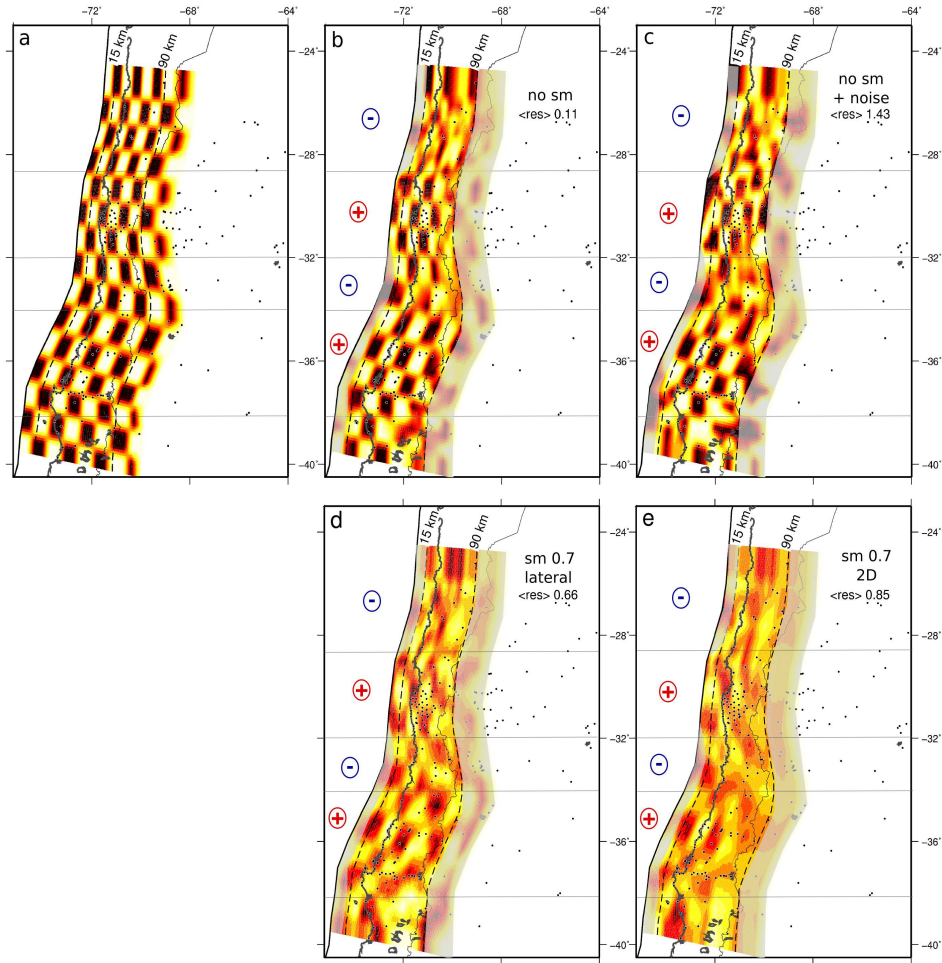 −72˚ −68˚ −64˚
−72˚ −68˚ −64˚
−72˚ −68˚ −64˚
−24˚
−28˚
−32˚
−36˚
−40˚
a
15 km
90 km
−72˚ −68˚ −64˚
b
15 km
90 km
no sm
<res> 0.11
-
+
-
+
−24˚
−28˚
−32˚
−36˚
−40˚
c
15 km
90 km
no sm
+ noise
<res> 1.43
-
+
-
+
−24˚
−28˚
−32˚
−36˚
−40˚
−72˚ −68˚ −64˚
d
15 km
90 km
sm 0.7
lateral
<res> 0.66
-
+
-
+
−24˚
−28˚
−32˚
−36˚
−40˚
e
15 km
90 km
sm 0.7
2D
<res> 0.85
-
+
-
+
−24˚
−28˚
−32˚
−36˚
−40˚